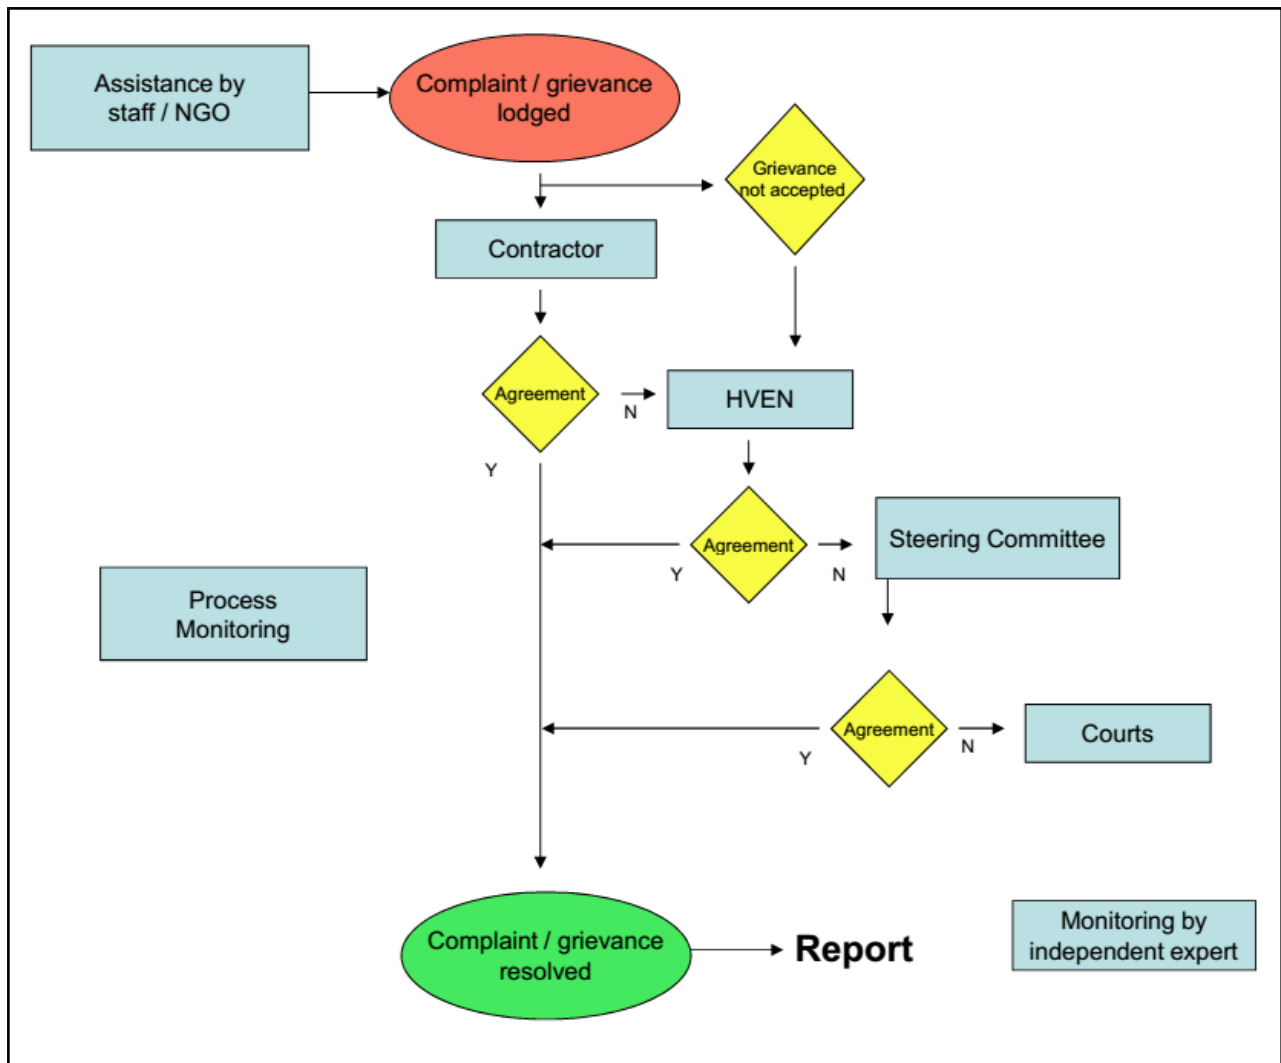 Assistance by
staff / NGO
Complaint / grievance
lodged
Grievance
not accepted
Contractor
Agreement
N
HVEN
Y
Agreement
Y
N
Steering Committee
Process
Monitoring
Agreement
Y
N
Courts
Complaint / grievance
resolved
Report
Monitoring by
independent expert